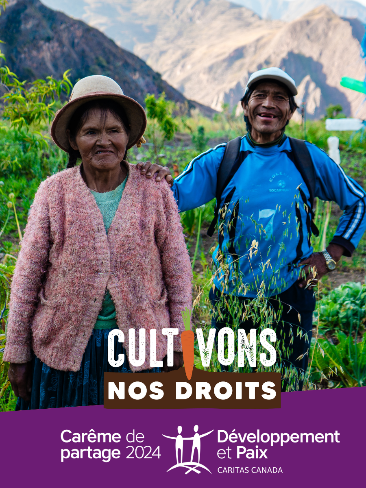 CULTIVONS
NOS DROITS
Carême de
partage 2024
Développement
et Paix
CARITAS CANADA